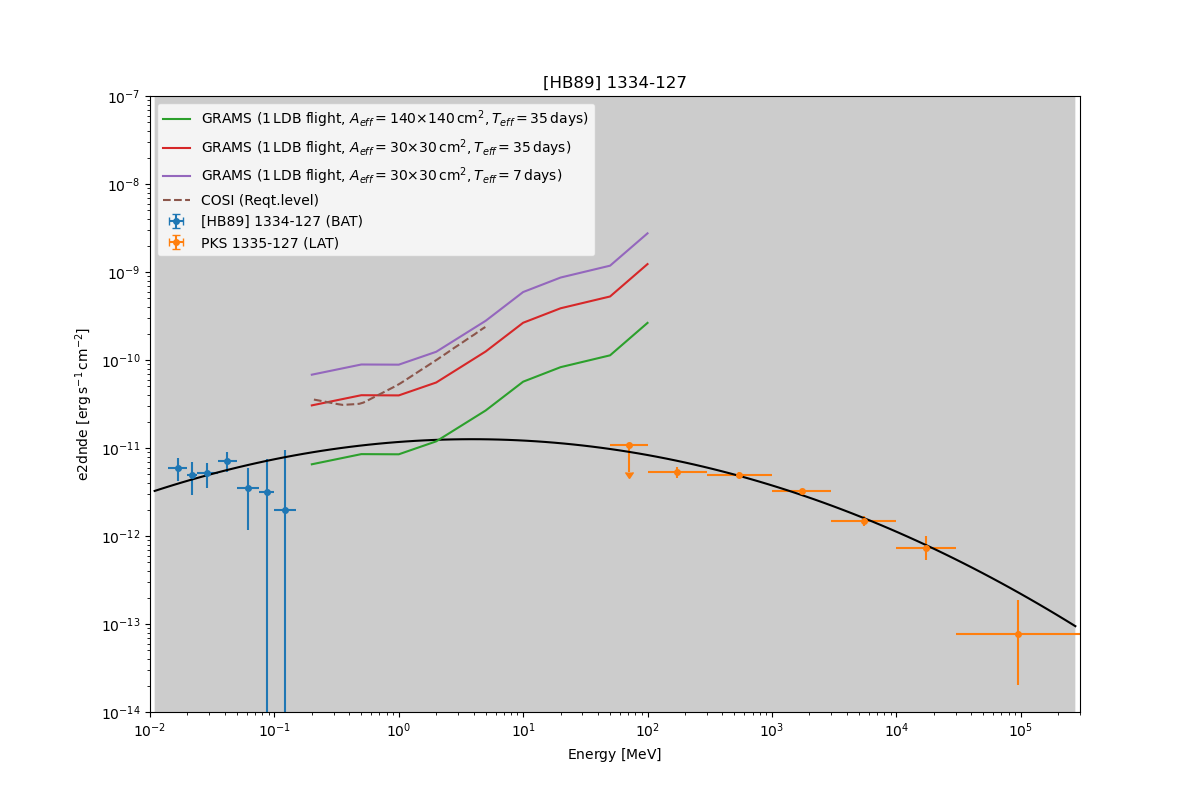 [HB89] 1334-127
GRAMS (1 LDB flight, A_eff = 140×140 cm², T_eff = 35 days)
GRAMS (1 LDB flight, A_eff = 30×30 cm², T_eff = 35 days)
GRAMS (1 LDB flight, A_eff = 30×30 cm², T_eff = 7 days)
COSI (Reqt.level)
[HB89] 1334-127 (BAT)
PKS 1335-127 (LAT)
e2dnde [erg s⁻¹ cm⁻²]
10⁻⁷
10⁻⁸
10⁻⁹
10⁻¹⁰
10⁻¹¹
10⁻¹²
10⁻¹³
10⁻¹⁴
10⁻² 10⁻¹ 10⁰ 10¹ 10² 10³ 10⁴ 10⁵
Energy [MeV]